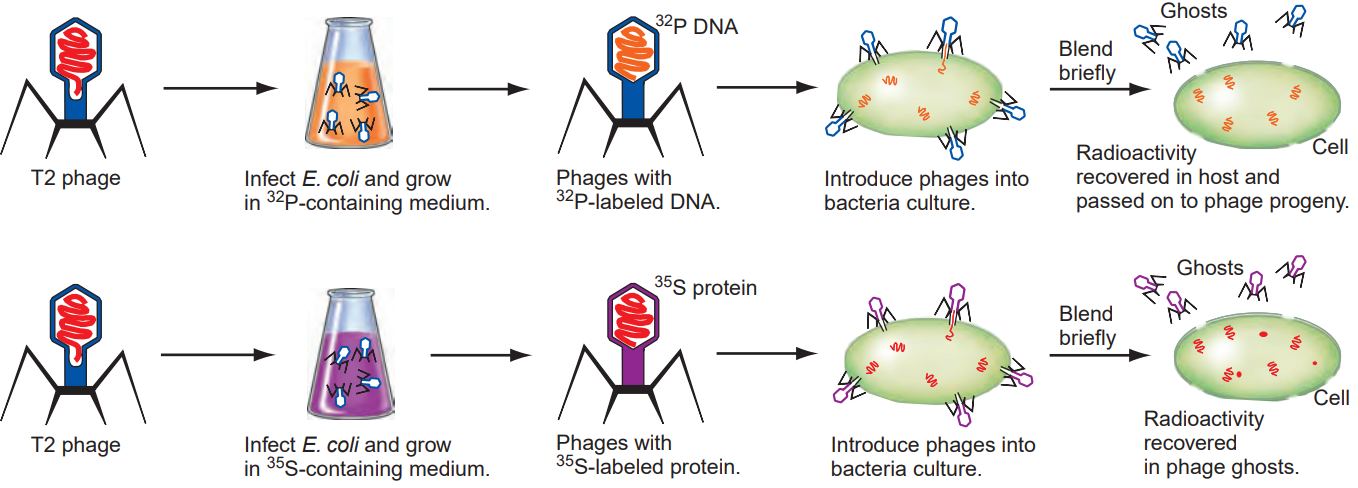 T2 phage
Infect E. coli and grow
in ³²P-containing medium.
³²P DNA
Phages with
³²P-labeled DNA.
Introduce phages into
bacteria culture.
Blend
briefly
Ghosts
Cell
Radioactivity
recovered in host and
passed on to phage progeny.
T2 phage
Infect E. coli and grow
in ³⁵S-containing medium.
³⁵S protein
Phages with
³⁵S-labeled protein.
Introduce phages into
bacteria culture.
Blend
briefly
Ghosts
Cell
Radioactivity
recovered
in phage ghosts.